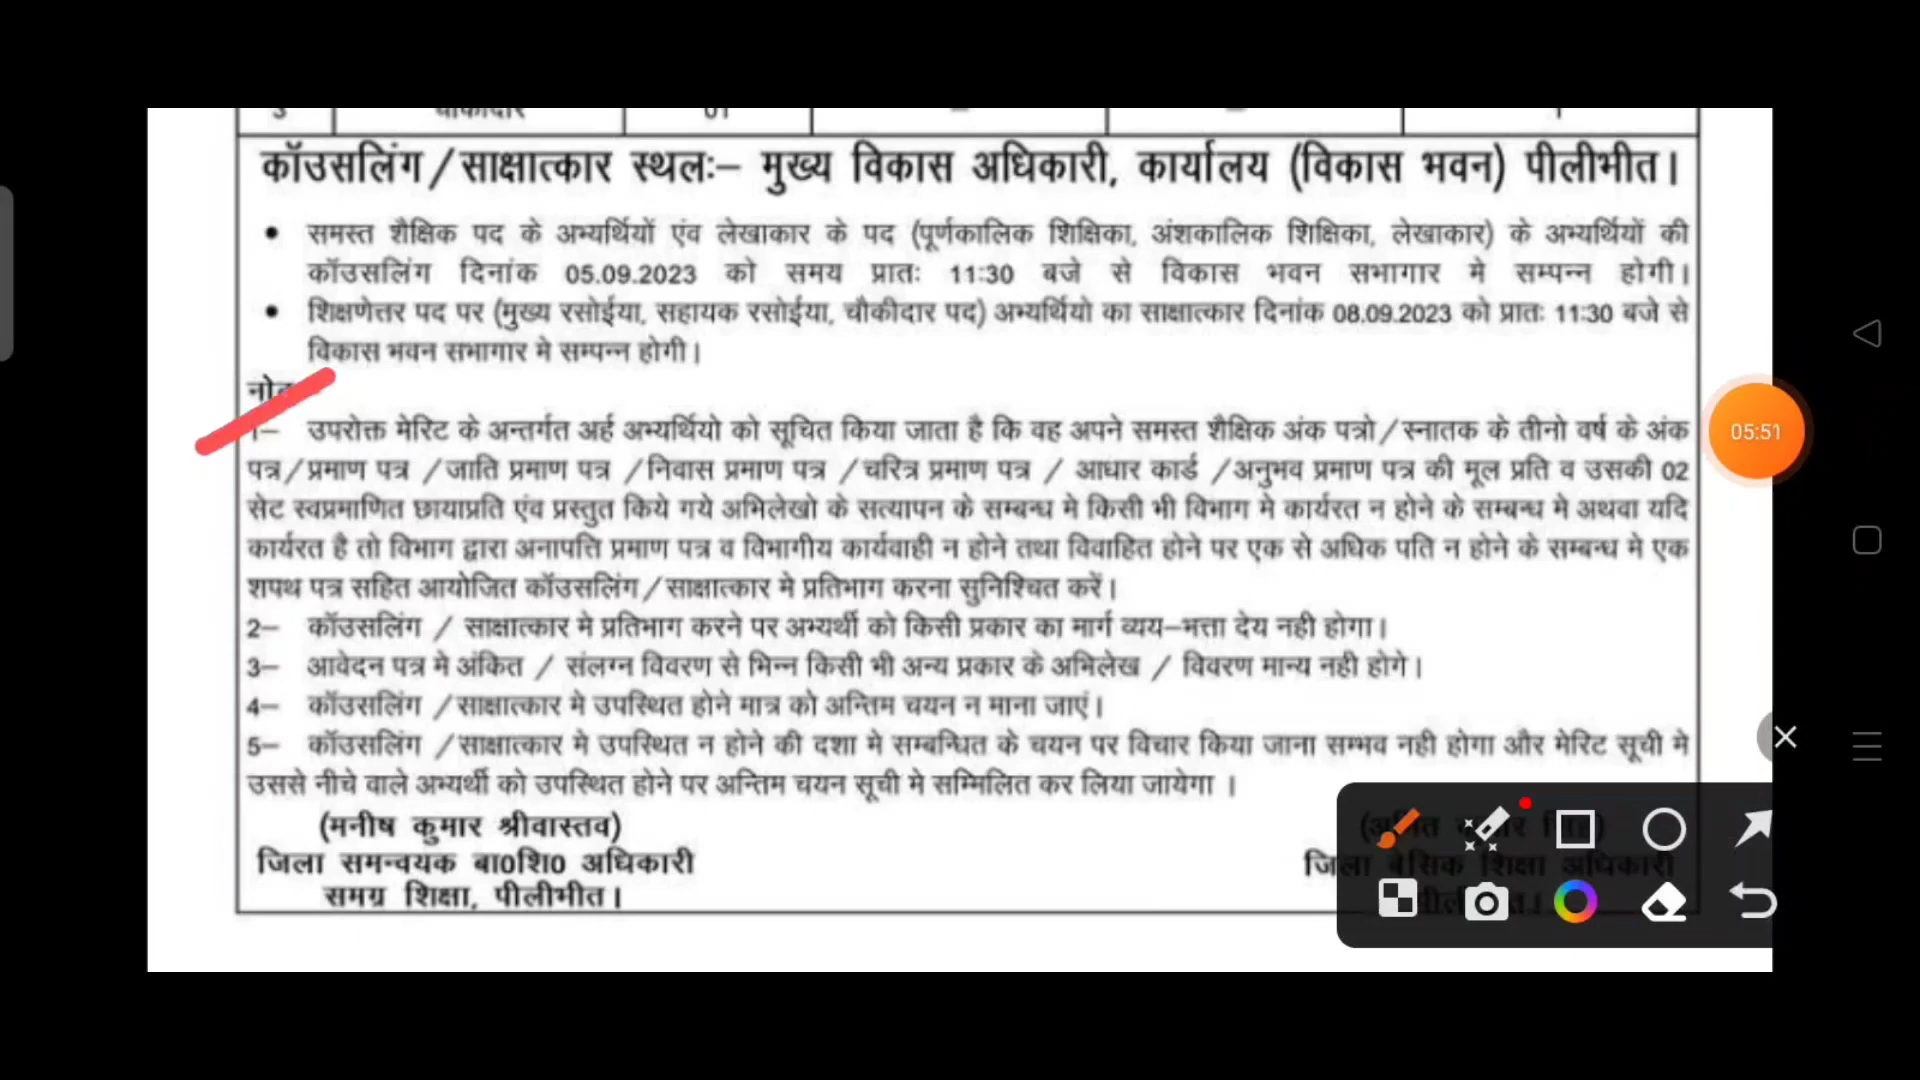 3 चौकीदार 01 – – 1
कॉउसलिंग/साक्षात्कार स्थलः– मुख्य विकास अधिकारी, कार्यालय (विकास भवन) पीलीभीत।
• समस्त शैक्षिक पद के अभ्यर्थियों एंव लेखाकार के पद (पूर्णकालिक शिक्षिका, अंशकालिक शिक्षिका, लेखाकार) के अभ्यर्थियों की
कॉउसलिंग दिनांक 05.09.2023 को समय प्रातः 11:30 बजे से विकास भवन सभागार मे सम्पन्न होगी।
• शिक्षणेत्तर पद पर (मुख्य रसोईया, सहायक रसोईया, चौकीदार पद) अभ्यर्थियो का साक्षात्कार दिनांक 08.09.2023 को प्रातः 11:30 बजे से
विकास भवन सभागार मे सम्पन्न होगी।
नोट
1– उपरोक्त मेरिट के अन्तर्गत अर्ह अभ्यर्थियो को सूचित किया जाता है कि वह अपने समस्त शैक्षिक अंक पत्रो/स्नातक के तीनो वर्ष के अंक
पत्र/प्रमाण पत्र /जाति प्रमाण पत्र /निवास प्रमाण पत्र /चरित्र प्रमाण पत्र / आधार कार्ड /अनुभव प्रमाण पत्र की मूल प्रति व उसकी 02
सेट स्वप्रमाणित छायाप्रति एंव प्रस्तुत किये गये अभिलेखो के सत्यापन के सम्बन्ध मे किसी भी विभाग मे कार्यरत न होने के सम्बन्ध मे अथवा यदि
कार्यरत है तो विभाग द्वारा अनापत्ति प्रमाण पत्र व विभागीय कार्यवाही न होने तथा विवाहित होने पर एक से अधिक पति न होने के सम्बन्ध मे एक
शपथ पत्र सहित आयोजित कॉउसलिंग/साक्षात्कार मे प्रतिभाग करना सुनिश्चित करें।
2– कॉउसलिंग / साक्षात्कार मे प्रतिभाग करने पर अभ्यर्थी को किसी प्रकार का मार्ग व्यय–भत्ता देय नही होगा।
3– आवेदन पत्र मे अंकित / संलग्न विवरण से भिन्न किसी भी अन्य प्रकार के अभिलेख / विवरण मान्य नही होगे।
4– कॉउसलिंग /साक्षात्कार मे उपस्थित होने मात्र को अन्तिम चयन न माना जाएं।
5– कॉउसलिंग /साक्षात्कार मे उपस्थित न होने की दशा मे सम्बन्धित के चयन पर विचार किया जाना सम्भव नही होगा और मेरिट सूची मे
उससे नीचे वाले अभ्यर्थी को उपस्थित होने पर अन्तिम चयन सूची मे सम्मिलित कर लिया जायेगा ।
(मनीष कुमार श्रीवास्तव)
जिला समन्वयक बा0शि0 अधिकारी
समग्र शिक्षा, पीलीभीत।
जिला बेसिक शिक्षा अधिकारी
05:51